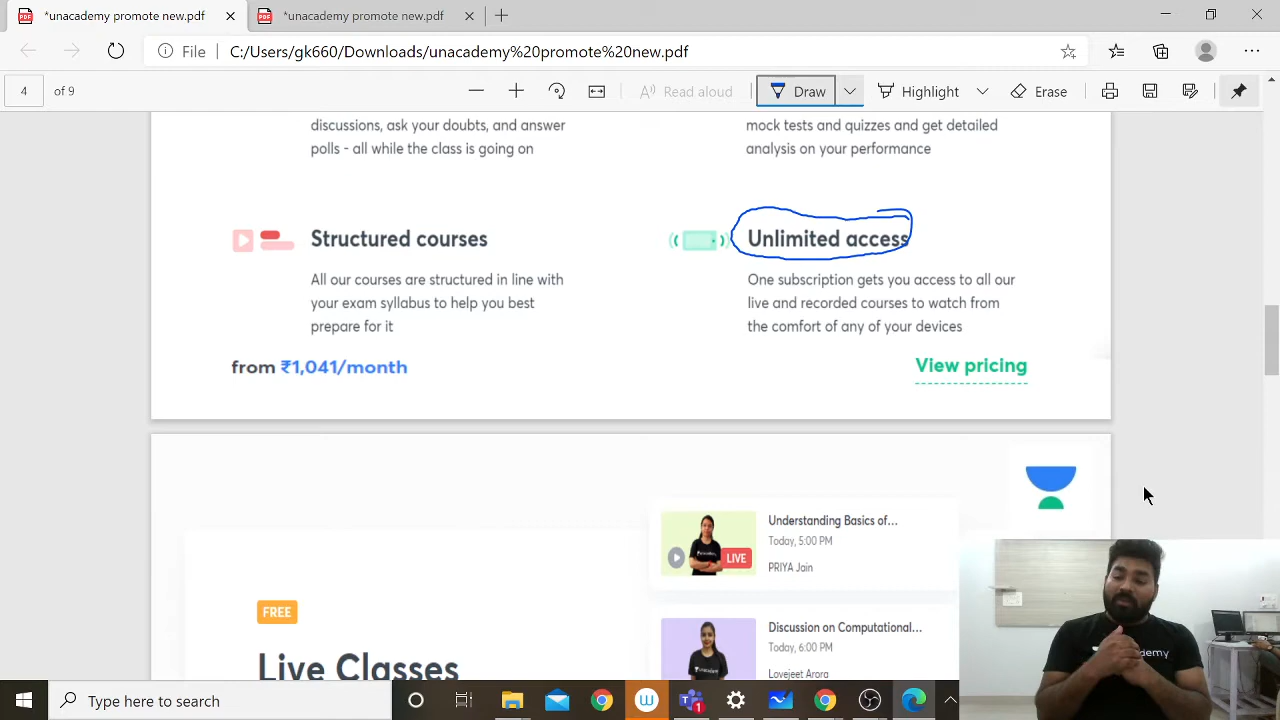 *unacademy promote new.pdf
*unacademy promote new.pdf
File
C:/Users/gk660/Downloads/unacademy%20promote%20new.pdf
4 of 9
Read aloud
Draw
Highlight
Erase
discussions, ask your doubts, and answer
polls - all while the class is going on
mock tests and quizzes and get detailed
analysis on your performance
Structured courses
All our courses are structured in line with
your exam syllabus to help you best
prepare for it
Unlimited access
One subscription gets you access to all our
live and recorded courses to watch from
the comfort of any of your devices
from ₹1,041/month
View pricing
FREE
Live Classes
LIVE
Understanding Basics of...
Today, 5:00 PM
PRIYA Jain
Discussion on Computational...
Today, 6:00 PM
Lovejeet Arora
Type here to search